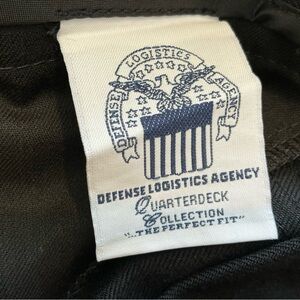 DEFENSE LOGISTICS AGENCY
DEFENSE LOGISTICS AGENCY
QUARTERDECK
COLLECTION
"...THE PERFECT FIT"